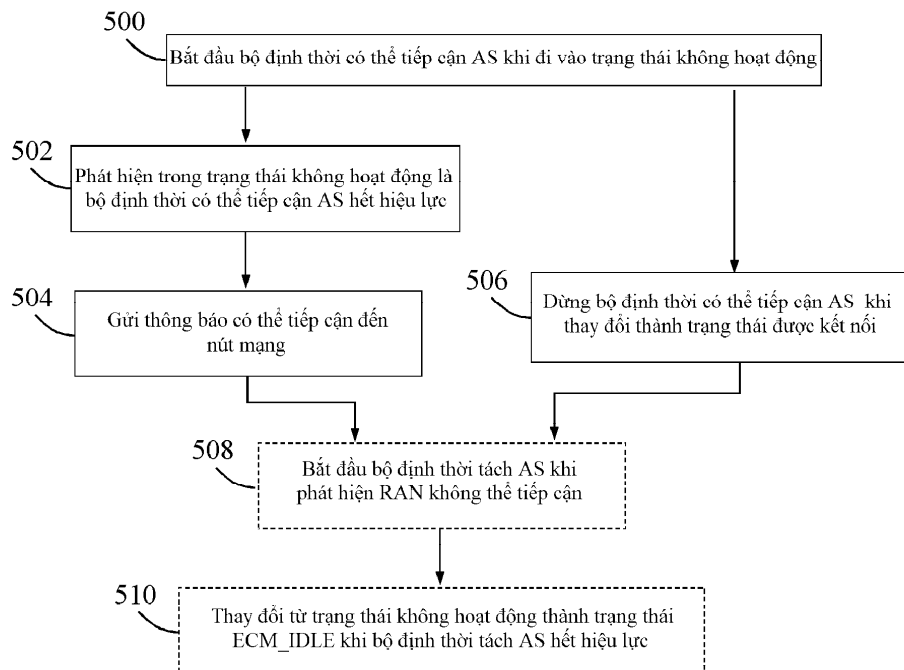 500
Bắt đầu bộ định thời có thể tiếp cận AS khi đi vào trạng thái không hoạt động
502
Phát hiện trong trạng thái không hoạt động là
bộ định thời có thể tiếp cận AS hết hiệu lực
504
Gửi thông báo có thể tiếp cận đến
nút mạng
506
Dừng bộ định thời có thể tiếp cận AS khi
thay đổi thành trạng thái được kết nối
508
Bắt đầu bộ định thời tách AS khi
phát hiện RAN không thể tiếp cận
510
Thay đổi từ trạng thái không hoạt động thành trạng thái
ECM_IDLE khi bộ định thời tách AS hết hiệu lực